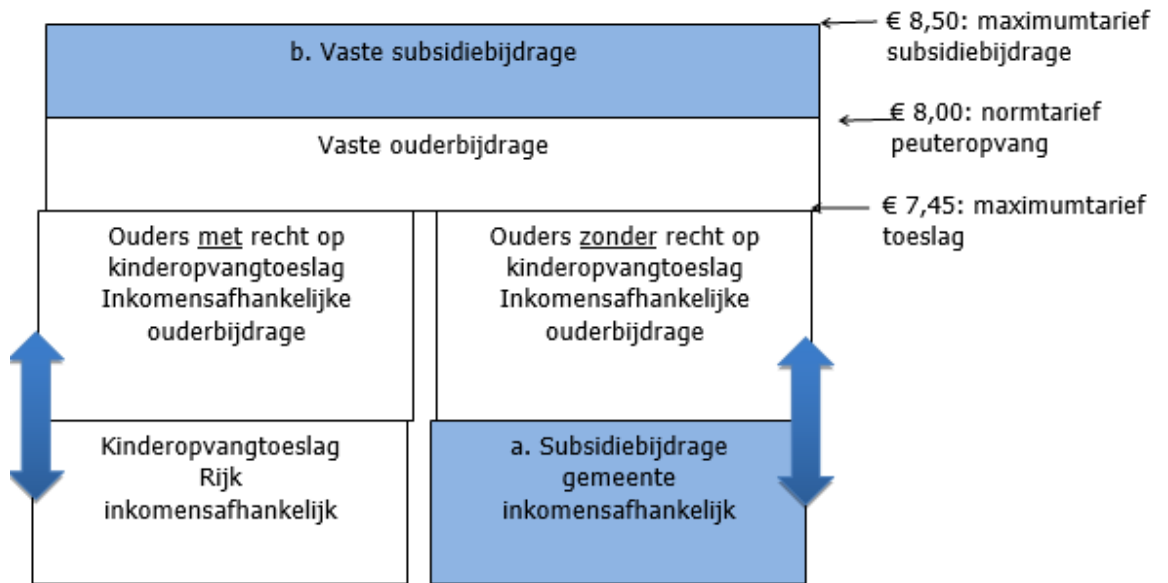 € 8,50: maximumtarief
subsidiebijdrage
b. Vaste subsidiebijdrage
€ 8,00: normtarief
peuteropvang
Vaste ouderbijdrage
€ 7,45: maximumtarief
toeslag
Ouders met recht op
kinderopvangtoeslag
Inkomensafhankelijke
ouderbijdrage
Ouders zonder recht op
kinderopvangtoeslag
Inkomensafhankelijke
ouderbijdrage
Kinderopvangtoeslag
Rijk
inkomensafhankelijk
a. Subsidiebijdrage
gemeente
inkomensafhankelijk